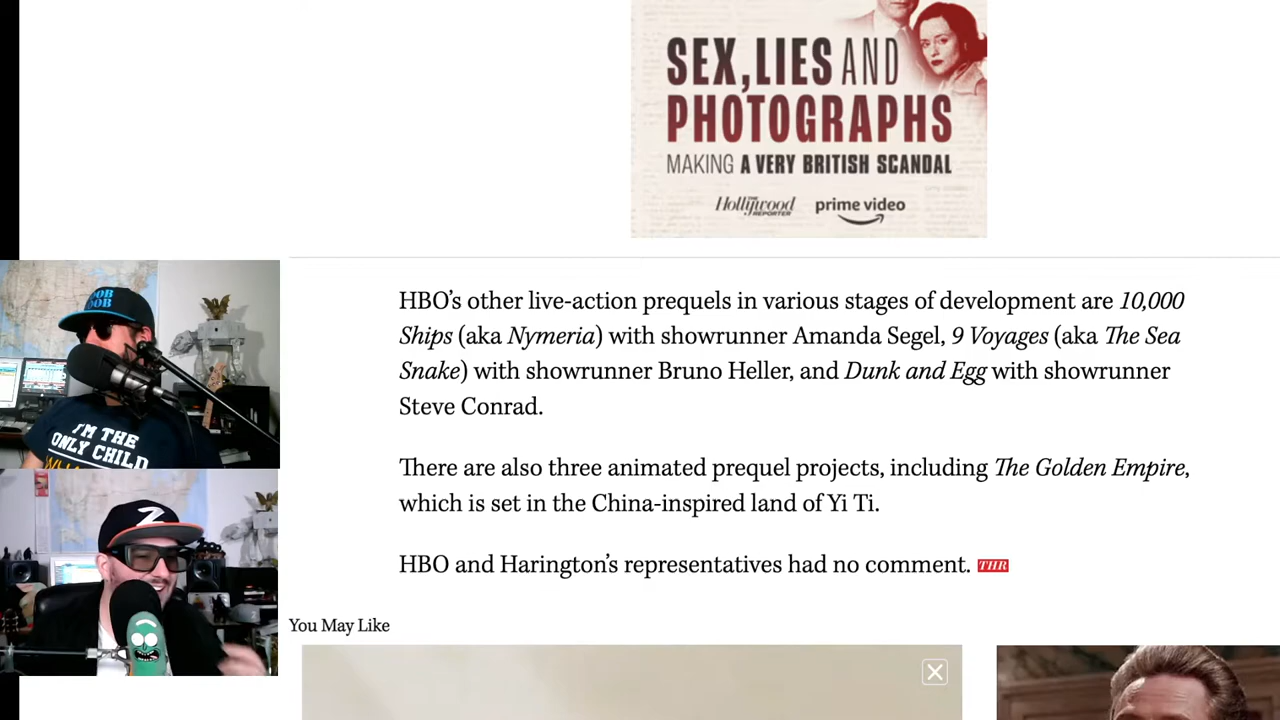 SEX, LIES AND
PHOTOGRAPHS
MAKING A VERY BRITISH SCANDAL
THE Hollywood REPORTER prime video
HBO’s other live-action prequels in various stages of development are 10,000
Ships (aka Nymeria) with showrunner Amanda Segel, 9 Voyages (aka The Sea
Snake) with showrunner Bruno Heller, and Dunk and Egg with showrunner
Steve Conrad.
There are also three animated prequel projects, including The Golden Empire,
which is set in the China-inspired land of Yi Ti.
HBO and Harington’s representatives had no comment. THR
You May Like
I'M THE
ONLY CHILD
Z